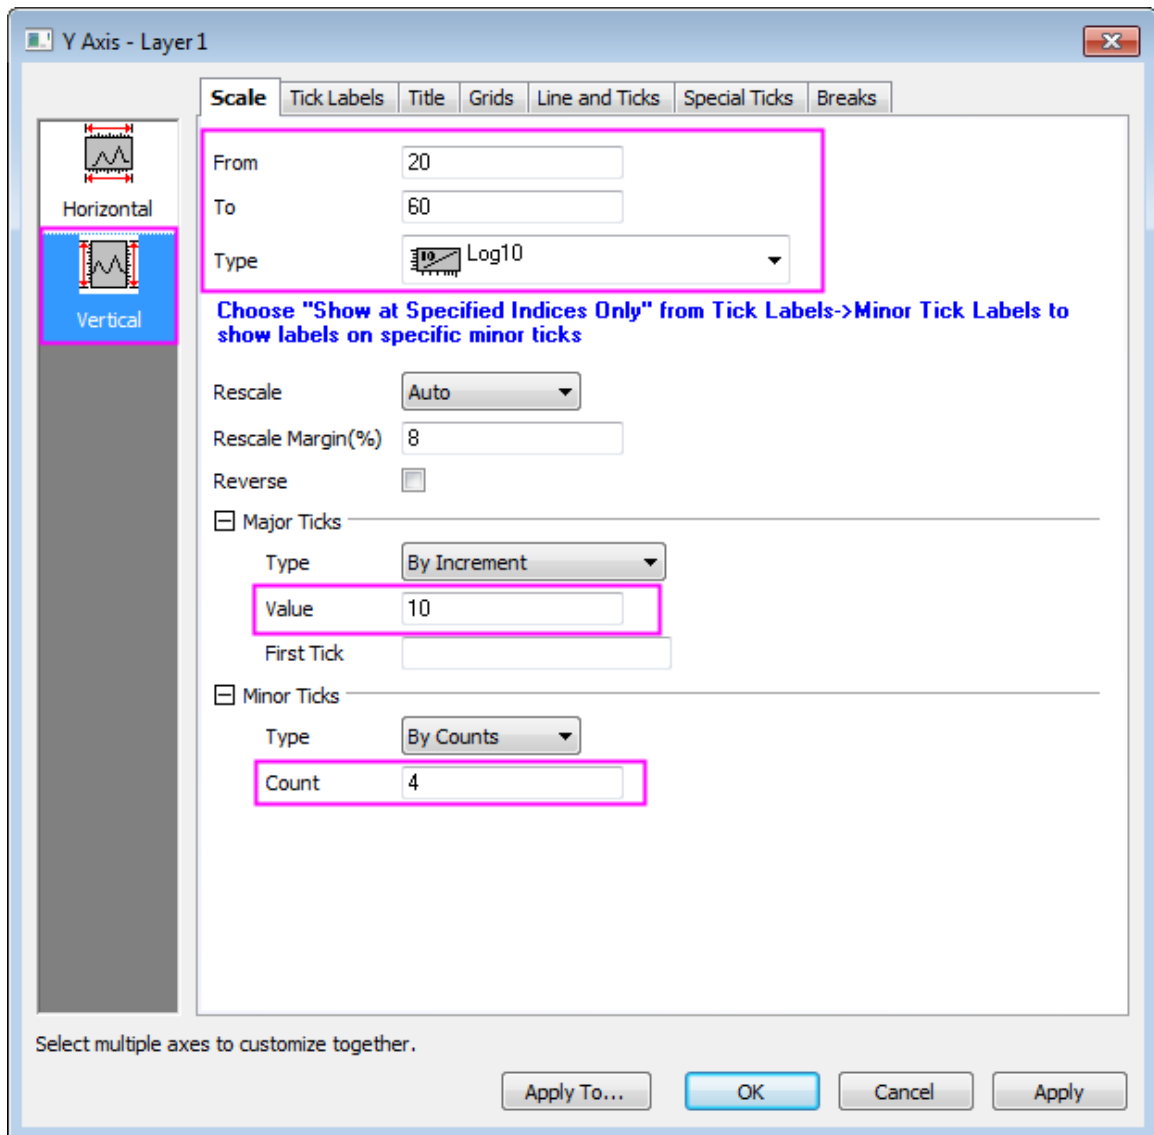 Y Axis - Layer1
Scale Tick Labels Title Grids Line and Ticks Special Ticks Breaks
Horizontal
Vertical
From 20
To 60
Type Log10
Choose "Show at Specified Indices Only" from Tick Labels->Minor Tick Labels to
show labels on specific minor ticks
Rescale Auto
Rescale Margin(%) 8
Reverse
Major Ticks
Type By Increment
Value 10
First Tick
Minor Ticks
Type By Counts
Count 4
Select multiple axes to customize together.
Apply To... OK Cancel Apply